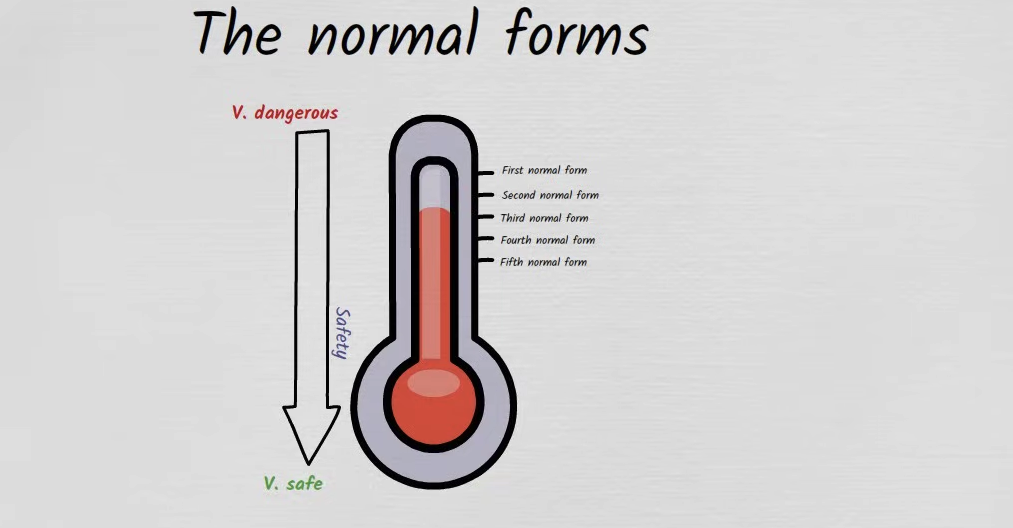 The normal forms
V. dangerous
First normal form
Second normal form
Third normal form
Fourth normal form
Fifth normal form
Safety
V. safe